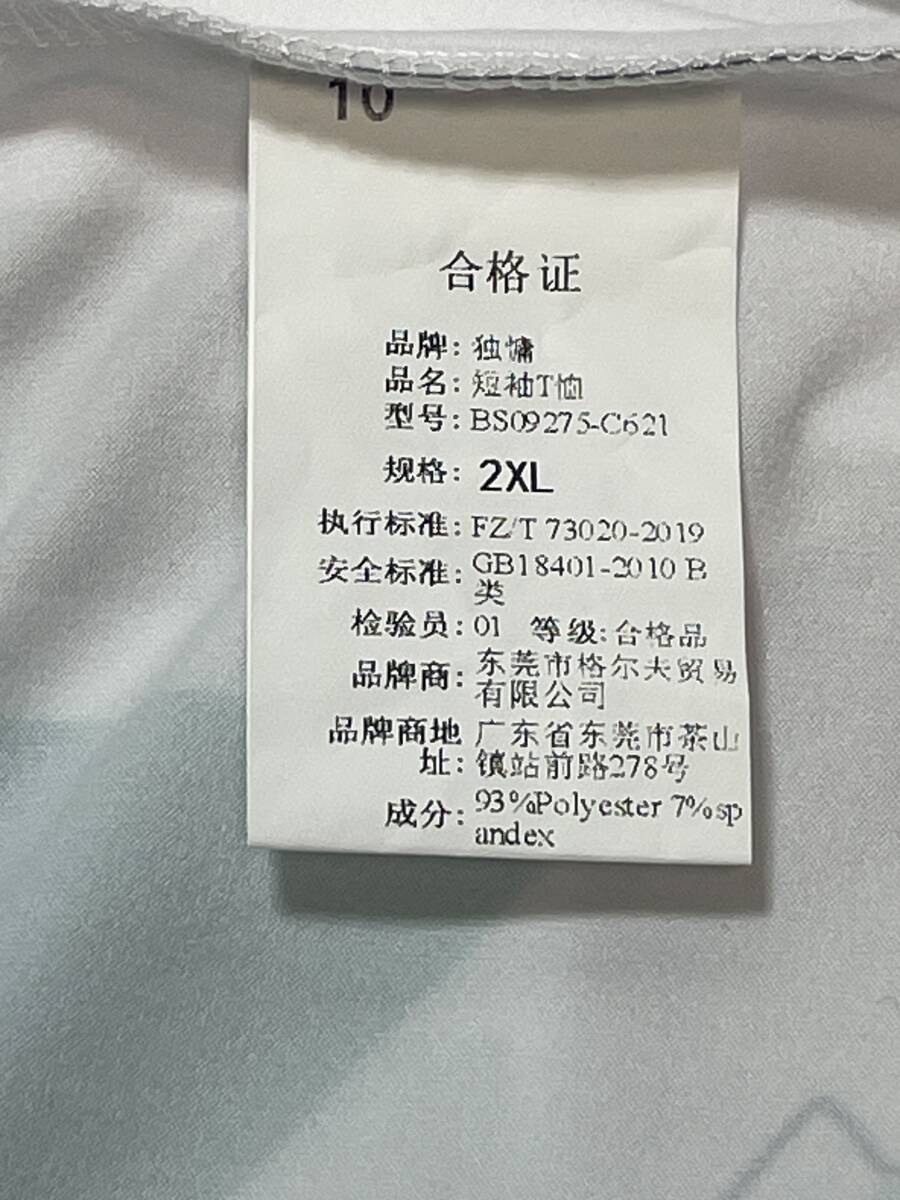 10
合格证
品牌: 独慵
品名: 短袖T恤
型号: BS09275-C621
规格: 2XL
执行标准: FZ/T 73020-2019
安全标准: GB18401-2010 B
类
检验员: 01 等级: 合格品
品牌商: 东莞市格尔夫贸易
有限公司
品牌商地 广东省东莞市茶山
址: 镇站前路278号
成分: 93%Polyester 7%sp
andex